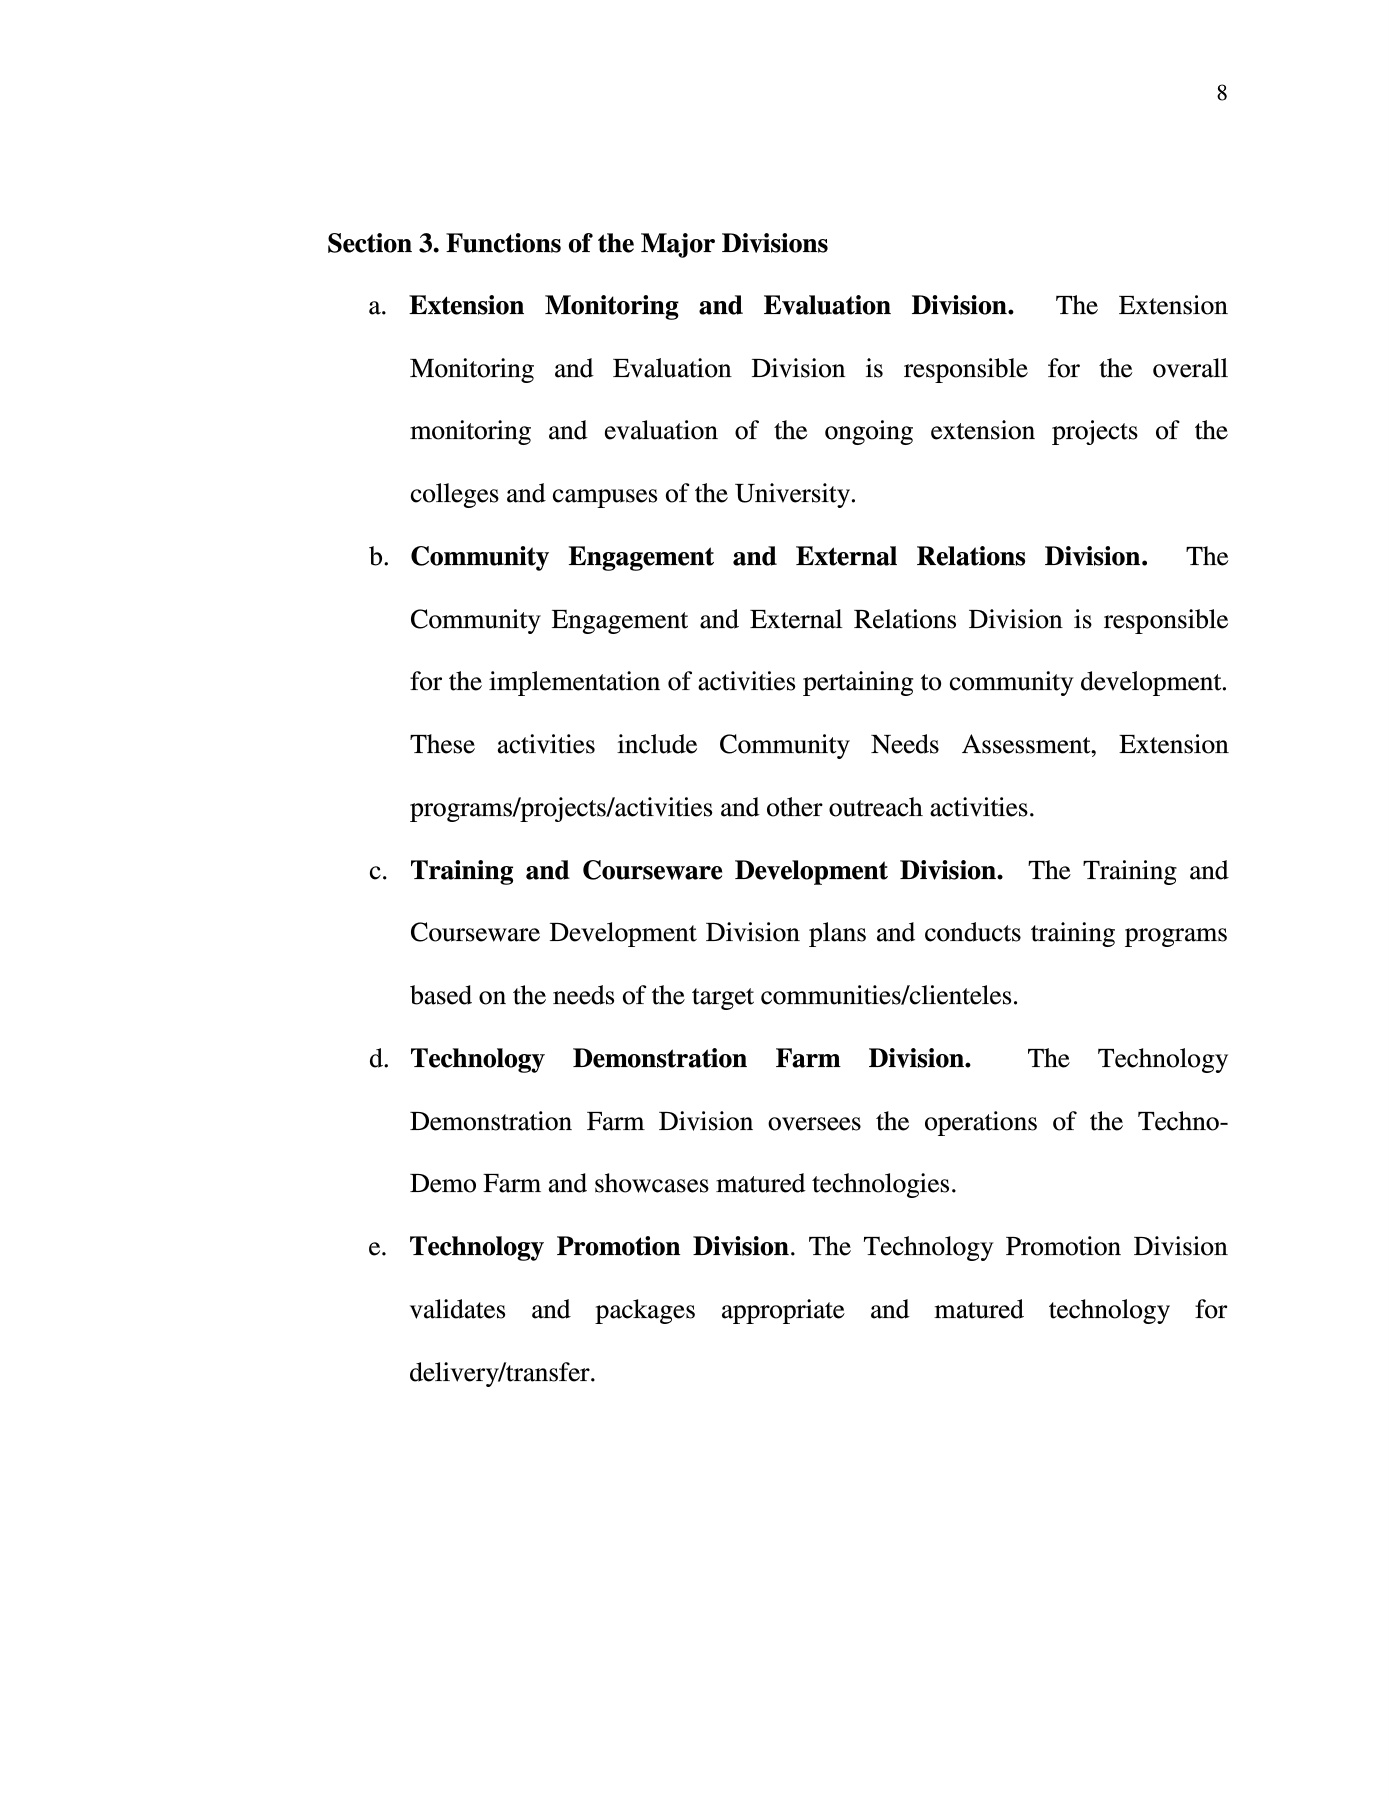 8
Section 3. Functions of the Major Divisions
a. Extension Monitoring and Evaluation Division. The Extension
Monitoring and Evaluation Division is responsible for the overall
monitoring and evaluation of the ongoing extension projects of the
colleges and campuses of the University.
b. Community Engagement and External Relations Division. The
Community Engagement and External Relations Division is responsible
for the implementation of activities pertaining to community development.
These activities include Community Needs Assessment, Extension
programs/projects/activities and other outreach activities.
c. Training and Courseware Development Division. The Training and
Courseware Development Division plans and conducts training programs
based on the needs of the target communities/clienteles.
d. Technology Demonstration Farm Division. The Technology
Demonstration Farm Division oversees the operations of the Techno-
Demo Farm and showcases matured technologies.
e. Technology Promotion Division. The Technology Promotion Division
validates and packages appropriate and matured technology for
delivery/transfer.